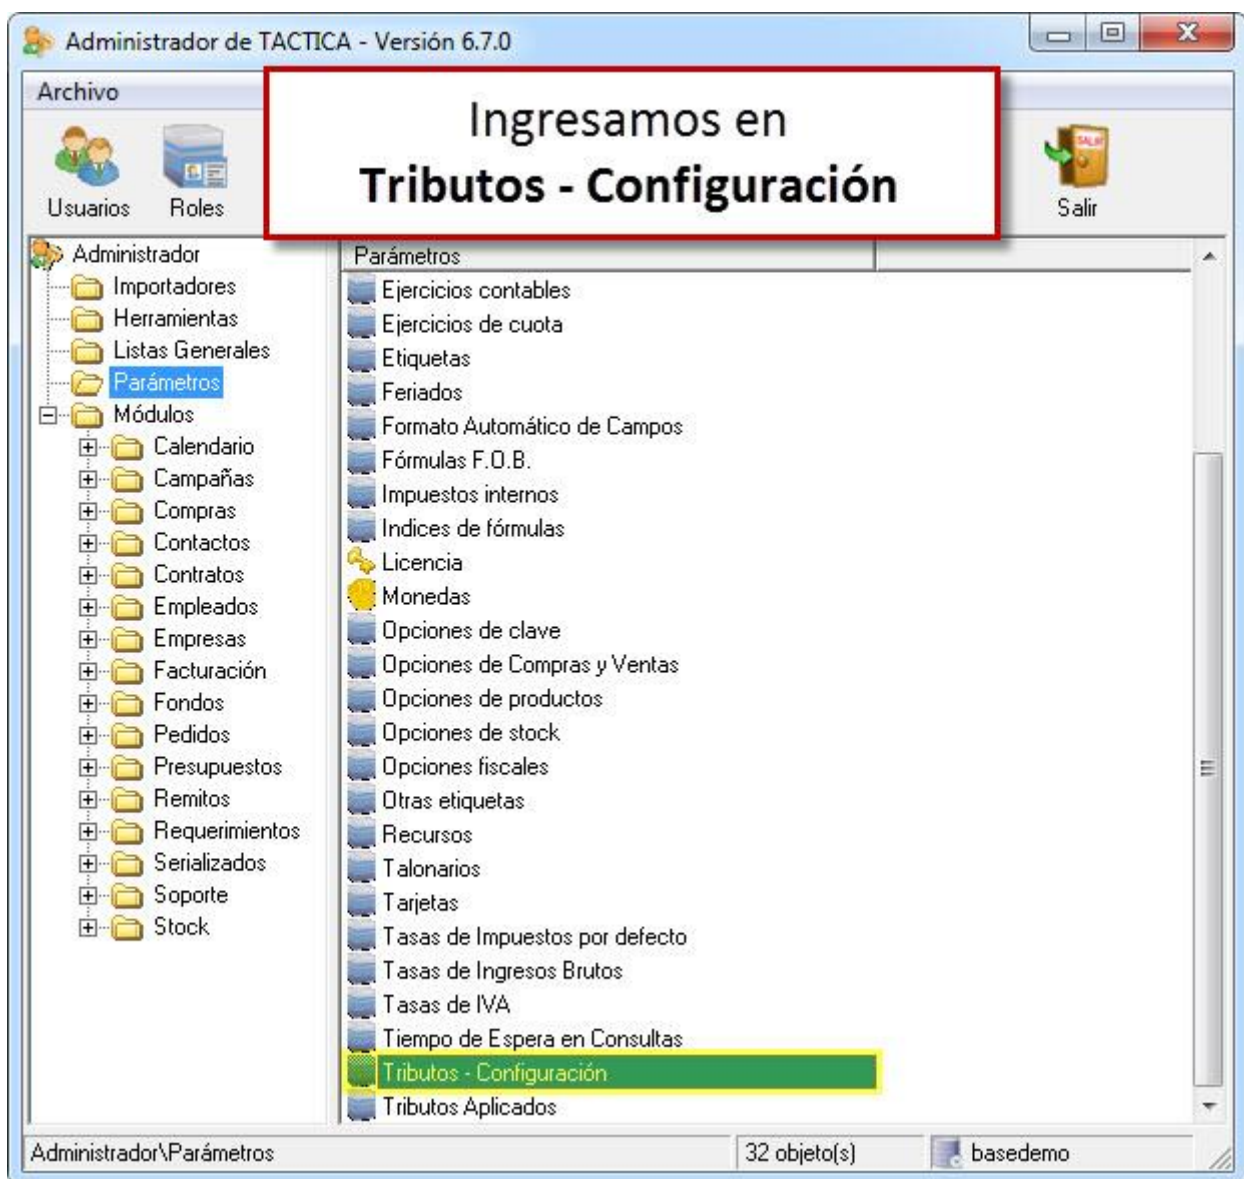 Administrador de TACTICA - Versión 6.7.0
Archivo
Ingresamos en
Tributos - Configuración
Usuarios
Roles
Salir
Administrador
Importadores
Herramientas
Listas Generales
Parámetros
Módulos
Calendario
Campañas
Compras
Contactos
Contratos
Empleados
Empresas
Facturación
Fondos
Pedidos
Presupuestos
Remitos
Requerimientos
Serializados
Soporte
Stock
Parámetros
Ejercicios contables
Ejercicios de cuota
Etiquetas
Feriados
Formato Automático de Campos
Fórmulas F.O.B.
Impuestos internos
Indices de fórmulas
Licencia
Monedas
Opciones de clave
Opciones de Compras y Ventas
Opciones de productos
Opciones de stock
Opciones fiscales
Otras etiquetas
Recursos
Talonarios
Tarjetas
Tasas de Impuestos por defecto
Tasas de Ingresos Brutos
Tasas de IVA
Tiempo de Espera en Consultas
Tributos - Configuración
Tributos Aplicados
Administrador\Parámetros
32 objeto(s)
basedemo